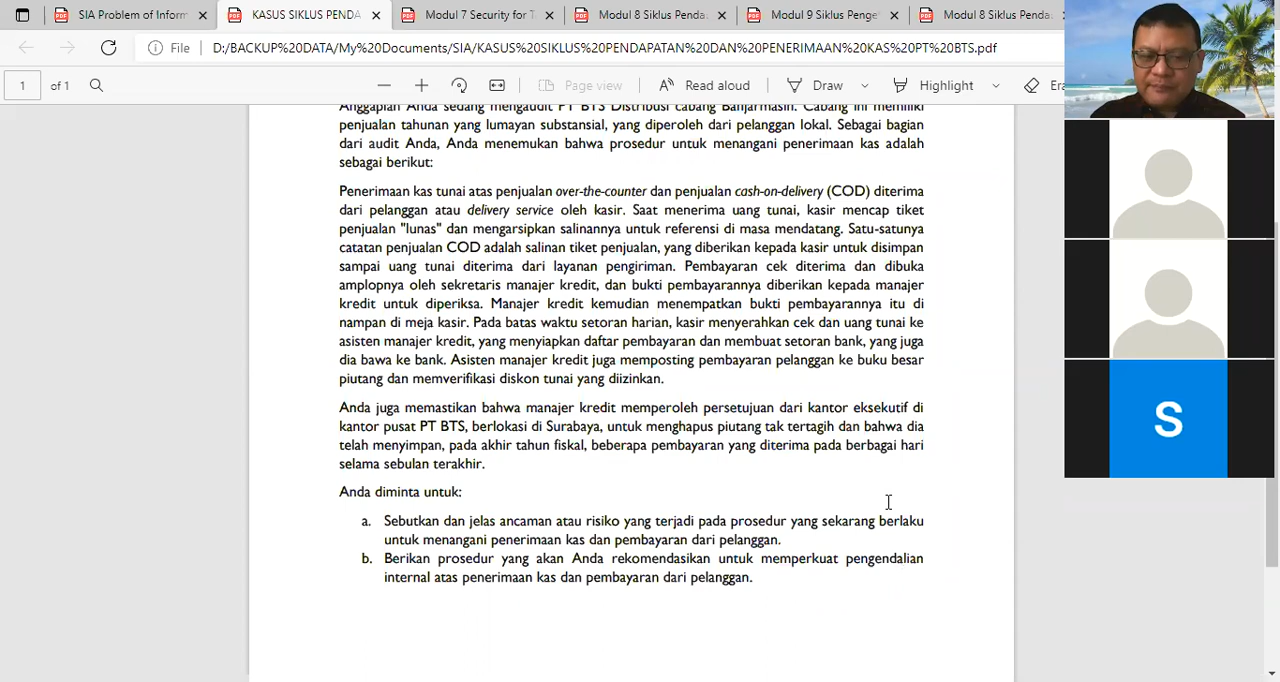 SIA Problem of Inform
KASUS SIKLUS PENDA
Modul 7 Security for T
Modul 8 Siklus Penda
Modul 9 Siklus Penge
Modul 8 Siklus Penda
File
D:/BACKUP%20DATA/My%20Documents/SIA/KASUS%20SIKLUS%20PENDAPATAN%20DAN%20PENERIMAAN%20KAS%20PT%20BTS.pdf
1 of 1
Page view
Read aloud
Draw
Highlight
Era
Anggaplah Anda sedang mengaudit PT BTS Distribusi cabang Banjarmasin. Cabang ini memiliki
penjualan tahunan yang lumayan substansial, yang diperoleh dari pelanggan lokal. Sebagai bagian
dari audit Anda, Anda menemukan bahwa prosedur untuk menangani penerimaan kas adalah
sebagai berikut:
Penerimaan kas tunai atas penjualan over-the-counter dan penjualan cash-on-delivery (COD) diterima
dari pelanggan atau delivery service oleh kasir. Saat menerima uang tunai, kasir mencap tiket
penjualan "lunas" dan mengarsipkan salinannya untuk referensi di masa mendatang. Satu-satunya
catatan penjualan COD adalah salinan tiket penjualan, yang diberikan kepada kasir untuk disimpan
sampai uang tunai diterima dari layanan pengiriman. Pembayaran cek diterima dan dibuka
amplopnya oleh sekretaris manajer kredit, dan bukti pembayarannya diberikan kepada manajer
kredit untuk diperiksa. Manajer kredit kemudian menempatkan bukti pembayarannya itu di
nampan di meja kasir. Pada batas waktu setoran harian, kasir menyerahkan cek dan uang tunai ke
asisten manajer kredit, yang menyiapkan daftar pembayaran dan membuat setoran bank, yang juga
dia bawa ke bank. Asisten manajer kredit juga memposting pembayaran pelanggan ke buku besar
piutang dan memverifikasi diskon tunai yang diizinkan.
Anda juga memastikan bahwa manajer kredit memperoleh persetujuan dari kantor eksekutif di
kantor pusat PT BTS, berlokasi di Surabaya, untuk menghapus piutang tak tertagih dan bahwa dia
telah menyimpan, pada akhir tahun fiskal, beberapa pembayaran yang diterima pada berbagai hari
selama sebulan terakhir.
Anda diminta untuk:
a. Sebutkan dan jelas ancaman atau risiko yang terjadi pada prosedur yang sekarang berlaku
untuk menangani penerimaan kas dan pembayaran dari pelanggan.
b. Berikan prosedur yang akan Anda rekomendasikan untuk memperkuat pengendalian
internal atas penerimaan kas dan pembayaran dari pelanggan.
S